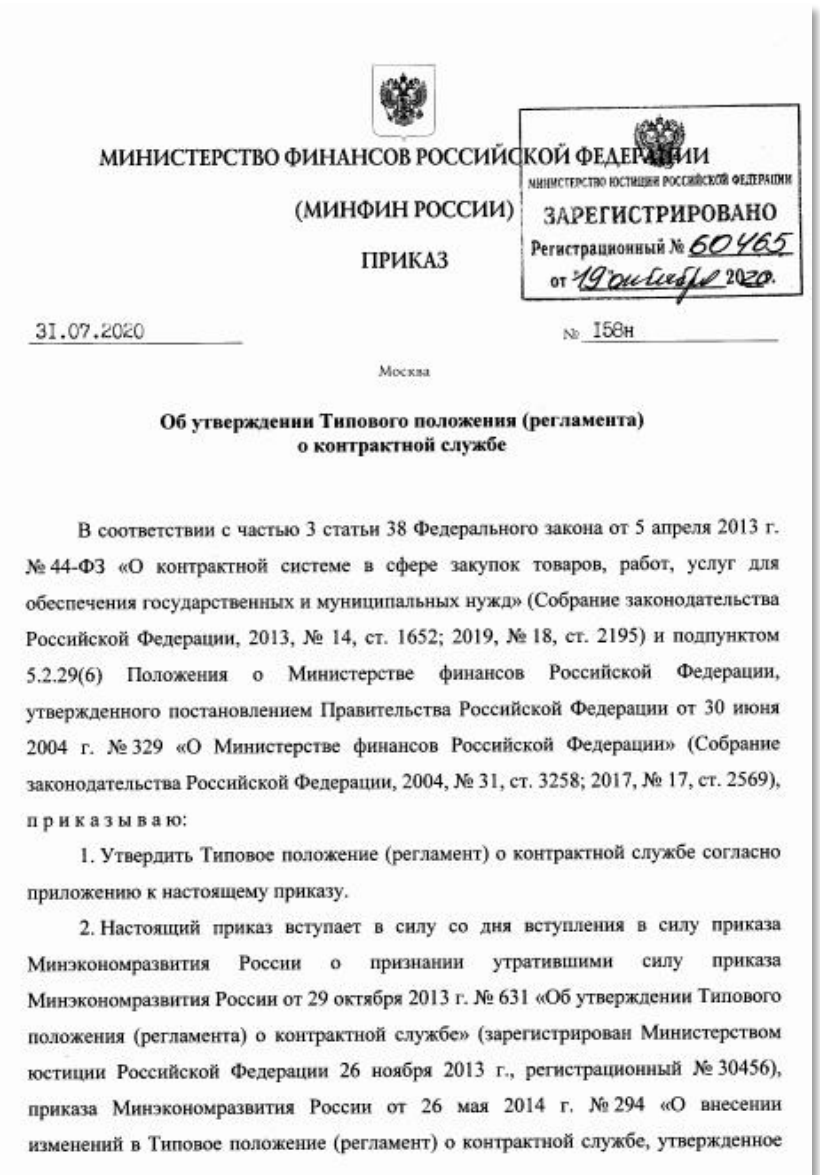 МИНИСТЕРСТВО ФИНАНСОВ РОССИЙСКОЙ ФЕДЕРАЦИИ
(МИНФИН РОССИИ)
ПРИКАЗ
МИНИСТЕРСТВО ЮСТИЦИИ РОССИЙСКОЙ ФЕДЕРАЦИИ
ЗАРЕГИСТРИРОВАНО
Регистрационный № 60465
от "19" октября 2020.
31.07.2020
№ 158н
Москва
Об утверждении Типового положения (регламента)
о контрактной службе
В соответствии с частью 3 статьи 38 Федерального закона от 5 апреля 2013 г.
№ 44-ФЗ «О контрактной системе в сфере закупок товаров, работ, услуг для
обеспечения государственных и муниципальных нужд» (Собрание законодательства
Российской Федерации, 2013, № 14, ст. 1652; 2019, № 18, ст. 2195) и подпунктом
5.2.29(6) Положения о Министерстве финансов Российской Федерации,
утвержденного постановлением Правительства Российской Федерации от 30 июня
2004 г. № 329 «О Министерстве финансов Российской Федерации» (Собрание
законодательства Российской Федерации, 2004, № 31, ст. 3258; 2017, № 17, ст. 2569),
п р и к а з ы в а ю:
1. Утвердить Типовое положение (регламент) о контрактной службе согласно
приложению к настоящему приказу.
2. Настоящий приказ вступает в силу со дня вступления в силу приказа
Минэкономразвития России о признании утратившими силу приказа
Минэкономразвития России от 29 октября 2013 г. № 631 «Об утверждении Типового
положения (регламента) о контрактной службе» (зарегистрирован Министерством
юстиции Российской Федерации 26 ноября 2013 г., регистрационный № 30456),
приказа Минэкономразвития России от 26 мая 2014 г. № 294 «О внесении
изменений в Типовое положение (регламент) о контрактной службе, утвержденное